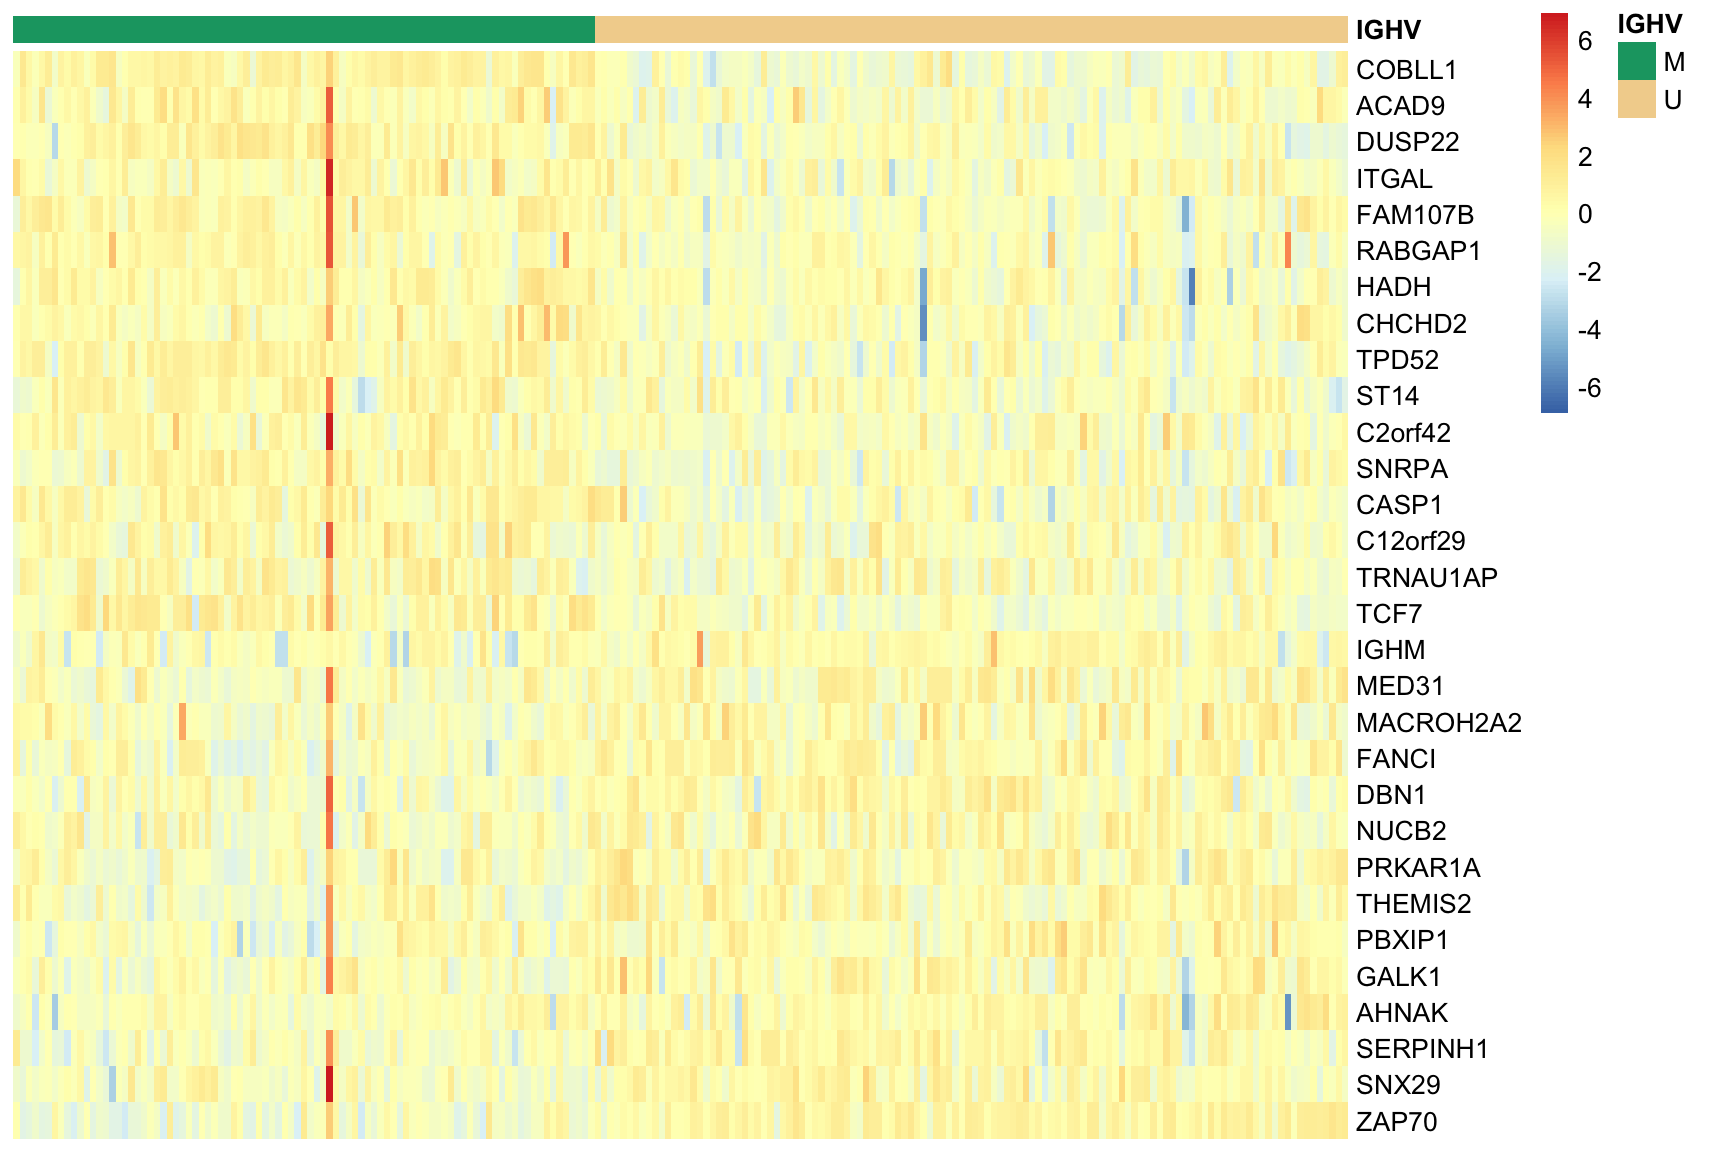 IGHV
COBLL1
ACAD9
DUSP22
ITGAL
FAM107B
RABGAP1
HADH
CHCHD2
TPD52
ST14
C2orf42
SNRPA
CASP1
C12orf29
TRNAU1AP
TCF7
IGHM
MED31
MACROH2A2
FANCI
DBN1
NUCB2
PRKAR1A
THEMIS2
PBXIP1
GALK1
AHNAK
SERPINH1
SNX29
ZAP70
6
4
2
0
-2
-4
-6
IGHV
M
U